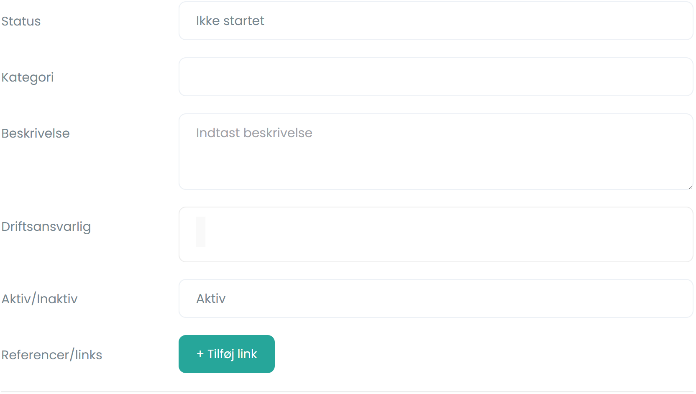 Status
Ikke startet
Kategori
Beskrivelse
Indtast beskrivelse
Driftsansvarlig
Aktiv/Inaktiv
Aktiv
Referencer/links
+ Tilføj link